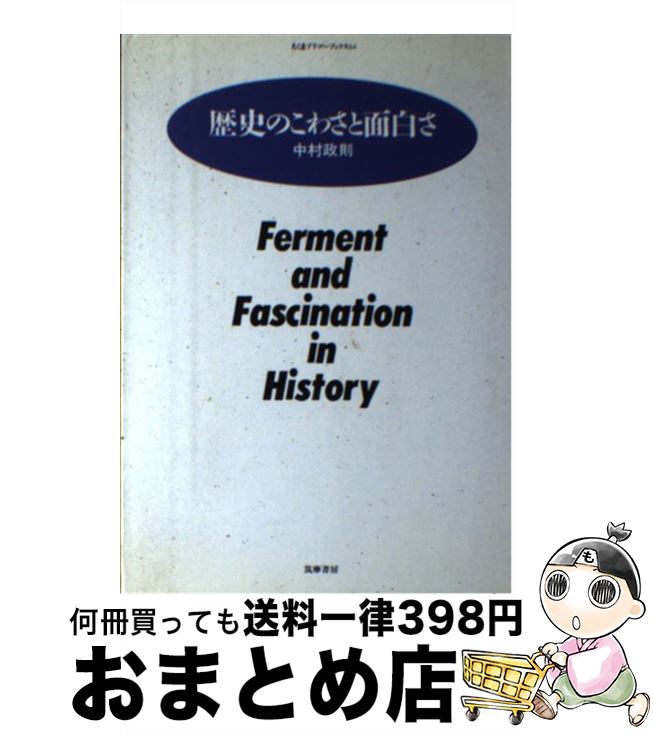 ちくまプリマーブックス64
歴史のこわさと面白さ
中村政則
Ferment
and
Fascination
in
History
筑摩書房
も
何冊買っても送料一律398円
おまとめ店